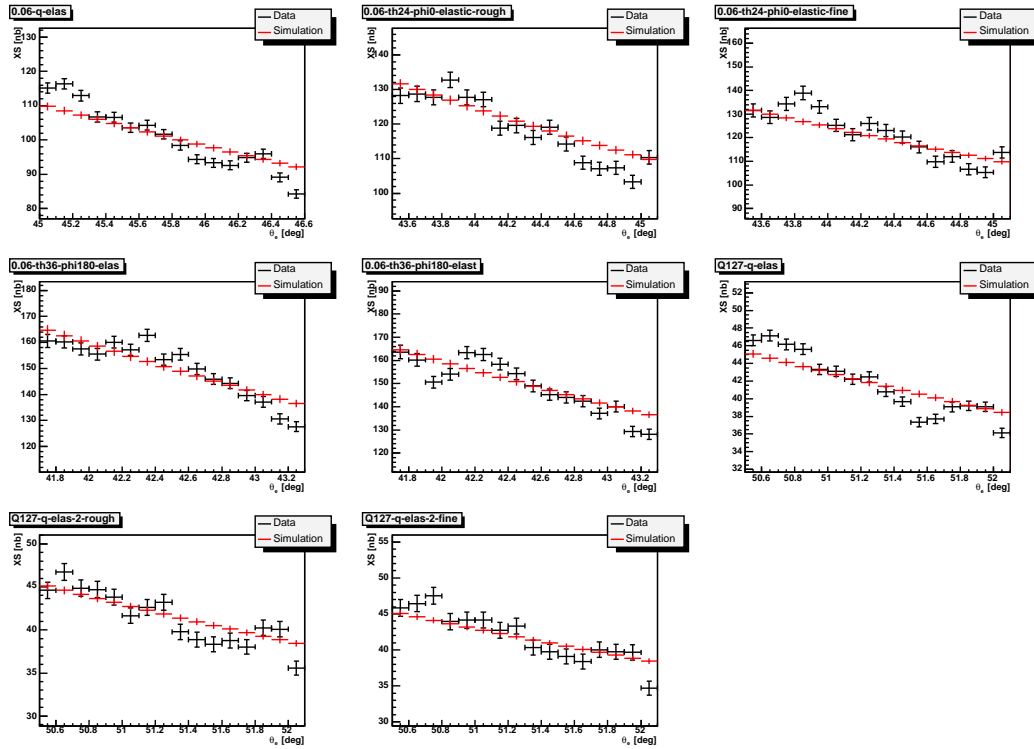 0.06-q-elas
Data
Simulation
XS [nb]
130
120
110
100
90
80
45 45.2 45.4 45.6 45.8 46 46.2 46.4 46.6
θe [deg]
0.06-th24-phi0-elastic-rough
Data
Simulation
XS [nb]
140
130
120
110
100
43.6 43.8 44 44.2 44.4 44.6 44.8 45
θe [deg]
0.06-th24-phi0-elastic-fine
Data
Simulation
XS [nb]
160
150
140
130
120
110
100
90
43.6 43.8 44 44.2 44.4 44.6 44.8 45
θe [deg]
0.06-th36-phi180-elas
Data
Simulation
XS [nb]
180
170
160
150
140
130
120
41.8 42 42.2 42.4 42.6 42.8 43 43.2
θe [deg]
0.06-th36-phi180-elast
Data
Simulation
XS [nb]
190
180
170
160
150
140
130
120
41.8 42 42.2 42.4 42.6 42.8 43 43.2
θe [deg]
Q127-q-elas
Data
Simulation
XS [nb]
52
50
48
46
44
42
40
38
36
34
32
50.6 50.8 51 51.2 51.4 51.6 51.8 52
θe [deg]
Q127-q-elas-2-rough
Data
Simulation
XS [nb]
50
45
40
35
30
50.6 50.8 51 51.2 51.4 51.6 51.8 52
θe [deg]
Q127-q-elas-2-fine
Data
Simulation
XS [nb]
55
50
45
40
35
30
50.6 50.8 51 51.2 51.4 51.6 51.8 52
θe [deg]